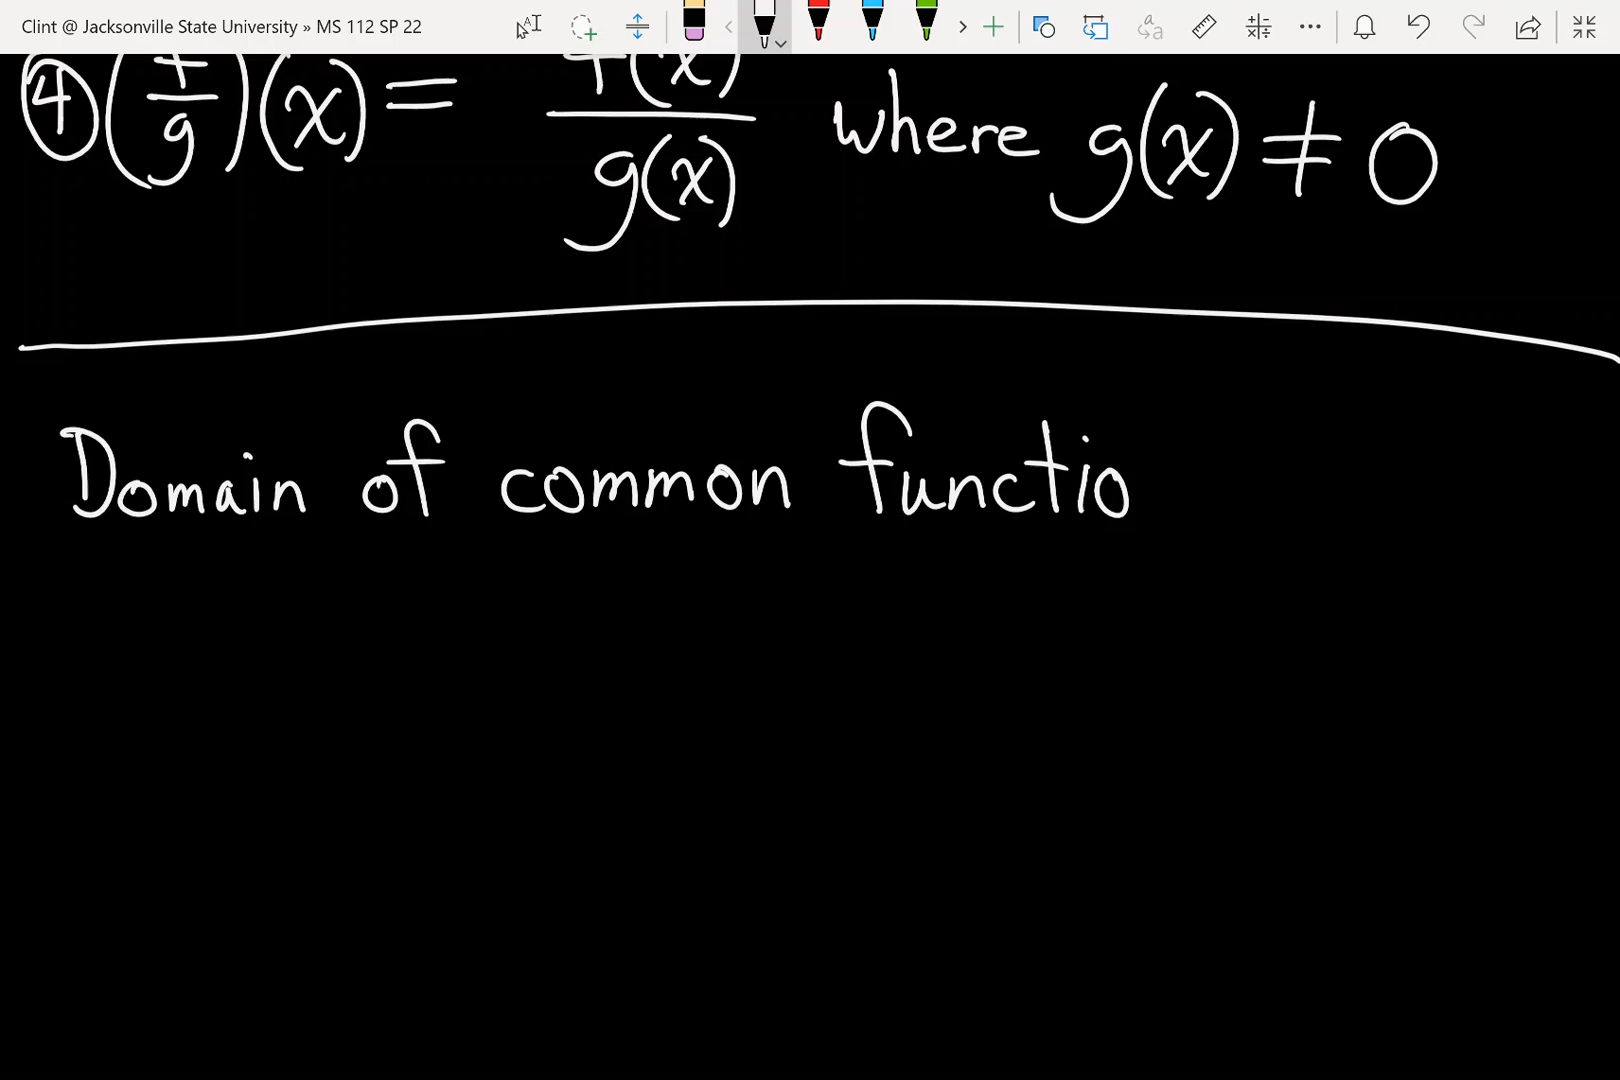 Clint @ Jacksonville State University » MS 112 SP 22
④ (f/g)(x) = f(x)/g(x) where g(x) ≠ 0
Domain of common functio